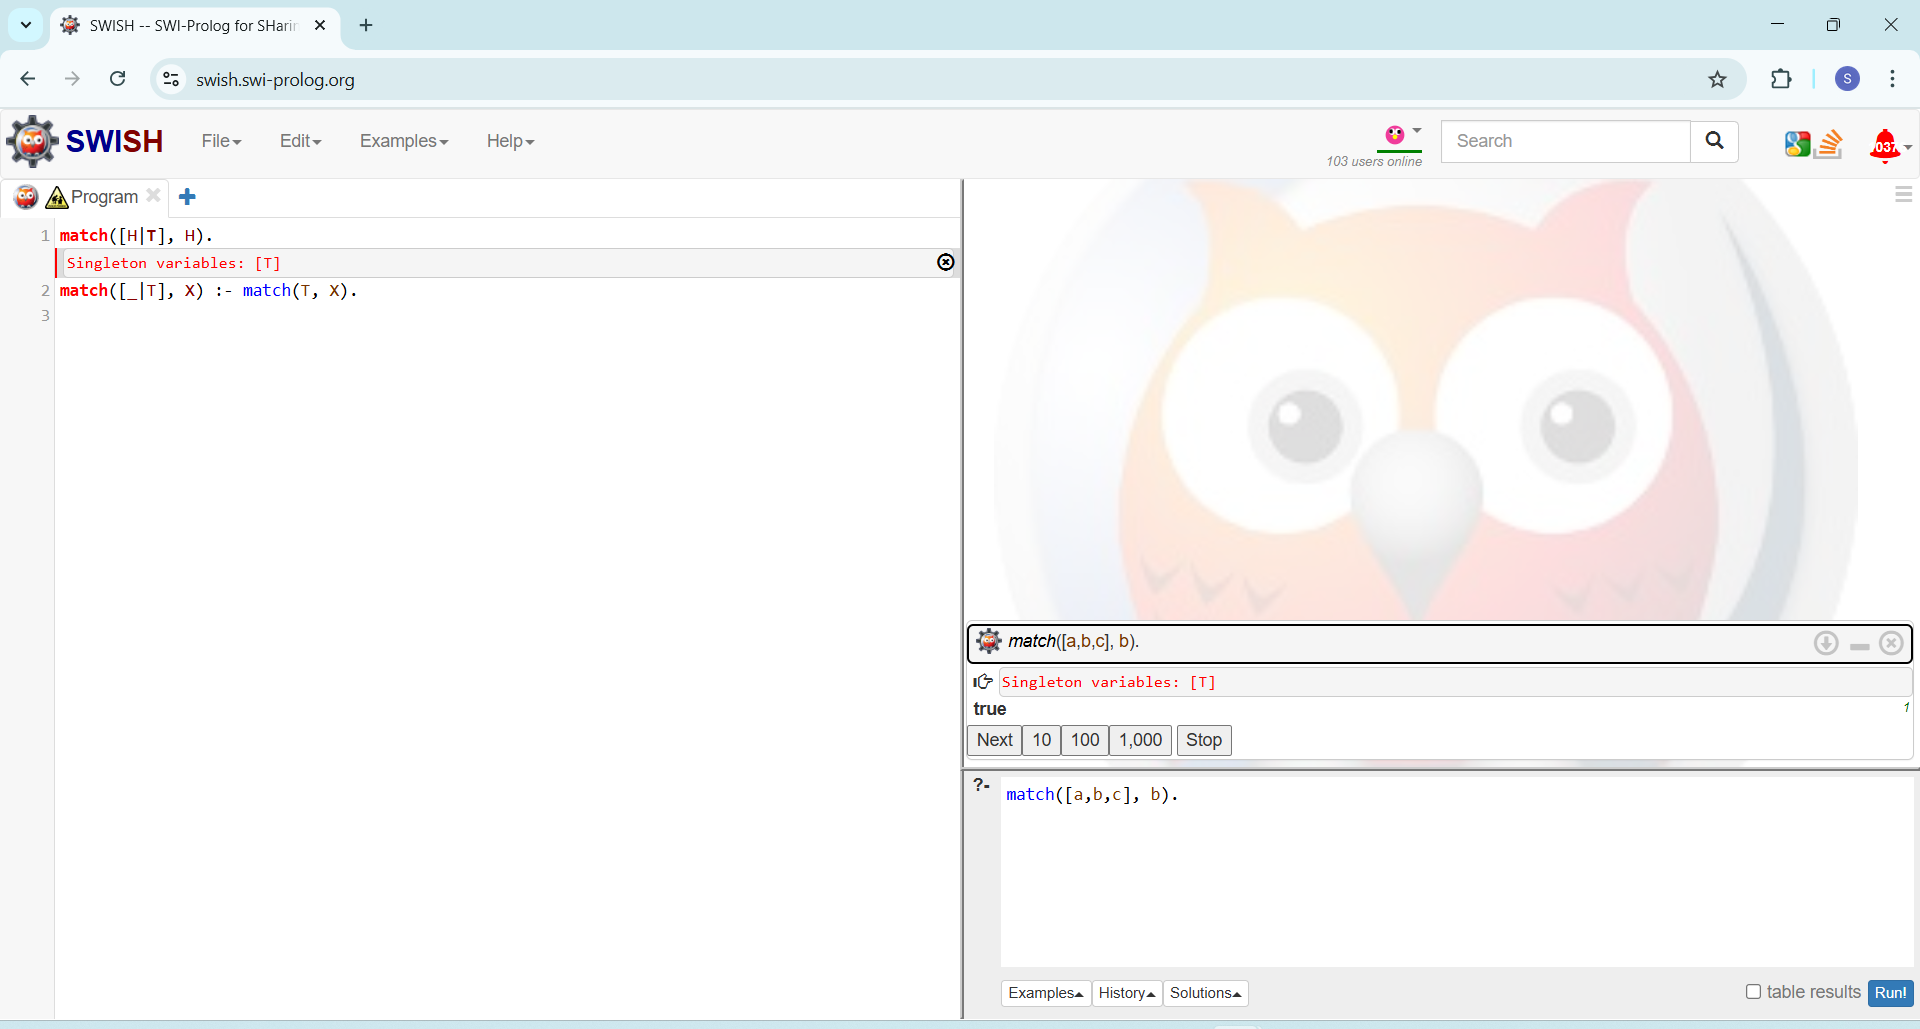 SWISH -- SWI-Prolog for SHarin
swish.swi-prolog.org
S
SWISH
File
Edit
Examples
Help
103 users online
Search
037
Program
1 match([H|T], H).
Singleton variables: [T]
2 match([_|T], X) :- match(T, X).
3
match([a,b,c], b).
Singleton variables: [T]
true
1
Next 10 100 1,000 Stop
?- match([a,b,c], b).
Examples History Solutions
table results Run!